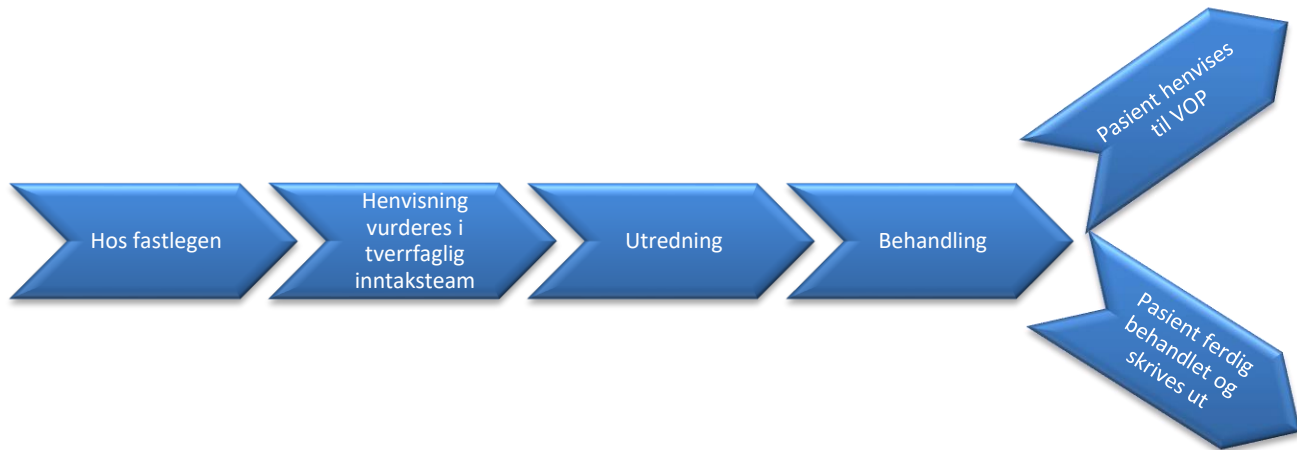 Hos fastlegen
Henvisning
vurderes i
tverrfaglig
inntaksteam
Utredning
Behandling
Pasient henvises
til VOP
Pasient ferdig
behandlet og
skrives ut